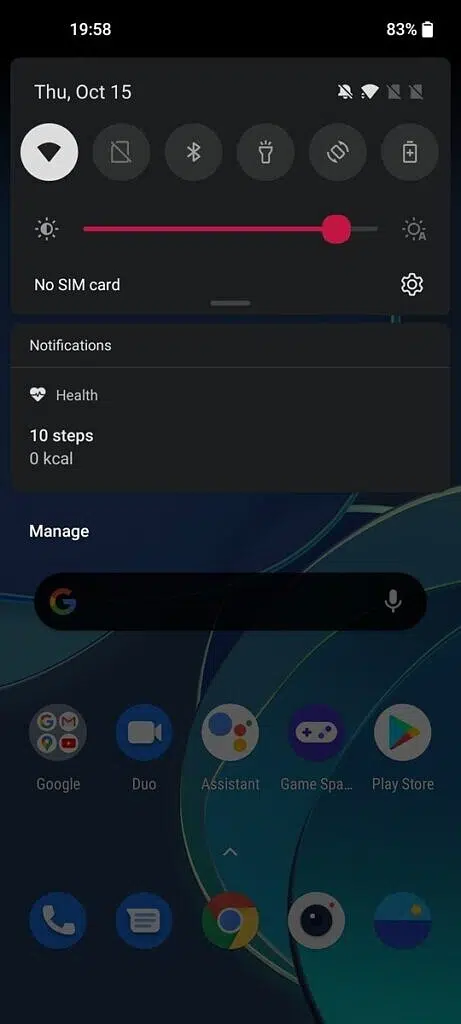 19:58
83%
Thu, Oct 15
A
No SIM card
Notifications
Health
10 steps
0 kcal
Manage
Google
Duo
Assistant
Game Spa...
Play Store